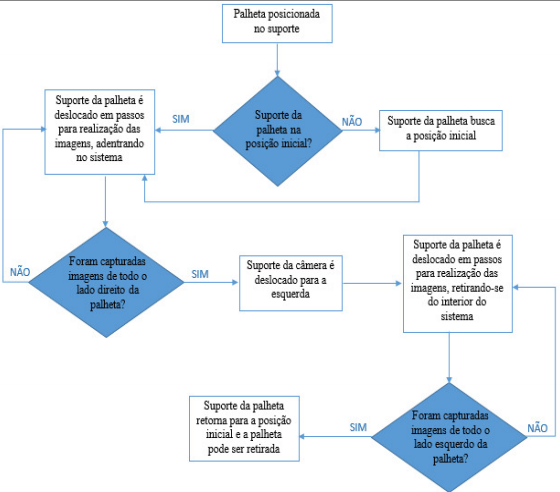 Palheta posicionada
no suporte
Suporte da palheta é
deslocado em passos
para realização das
imagens, adentrando
no sistema
SIM
Suporte da
palheta na
posição inicial?
NÃO
Suporte da palheta busca
a posição inicial
NÃO
Foram capturadas
imagens de todo o
lado direito da
palheta?
SIM
Suporte da câmera é
deslocado para a
esquerda
Suporte da palheta é
deslocado em passos
para realização das
imagens, retirando-se
do interior do
sistema
Suporte da palheta
retorna para a posição
inicial e a palheta
pode ser retirada
SIM
Foram capturadas
imagens de todo o
lado esquerdo da
palheta?
NÃO